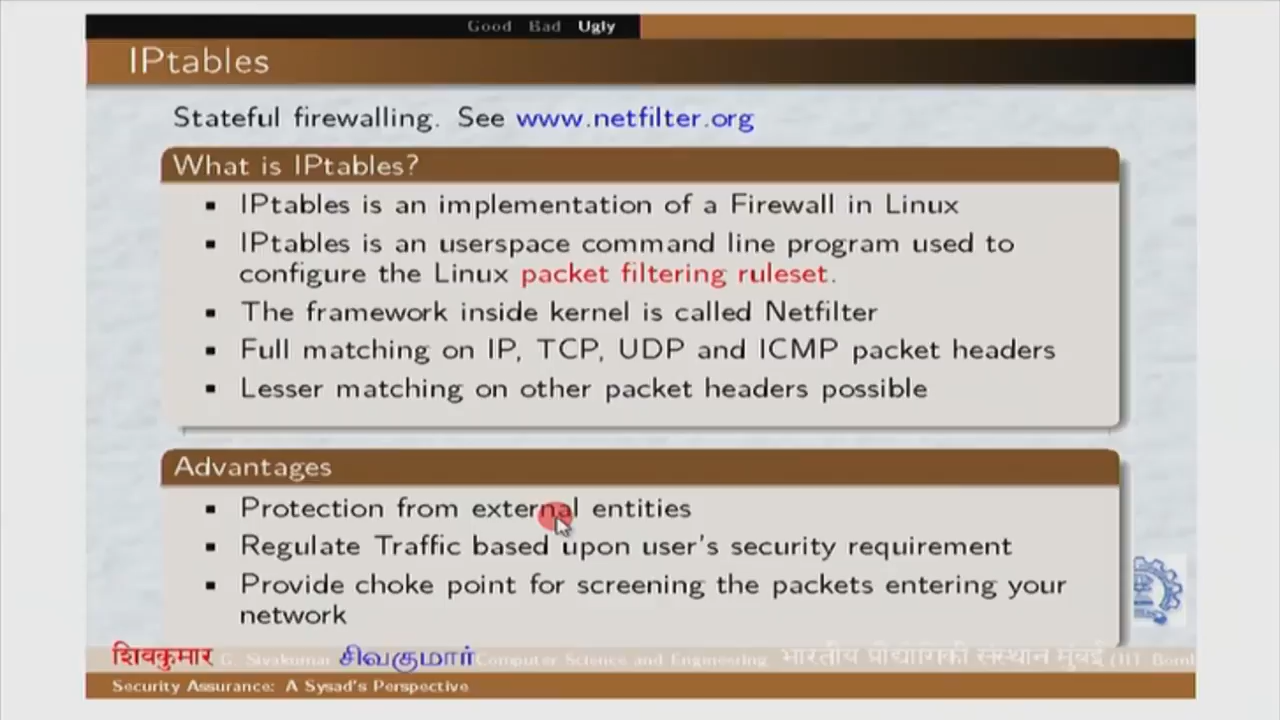 Good Bad Ugly
IPtables
Stateful firewalling. See www.netfilter.org
What is IPtables?
IPtables is an implementation of a Firewall in Linux
IPtables is an userspace command line program used to
configure the Linux packet filtering ruleset.
The framework inside kernel is called Netfilter
Full matching on IP, TCP, UDP and ICMP packet headers
Lesser matching on other packet headers possible
Advantages
Protection from external entities
Regulate Traffic based upon user's security requirement
Provide choke point for screening the packets entering your
network
शिवकुमार G. Sivakumar சிவகுமார் Computer Science and Engineering भारतीय प्रौद्योगिकी संस्थान मुंबई (IIT Bomb
Security Assurance: A Sysad's Perspective